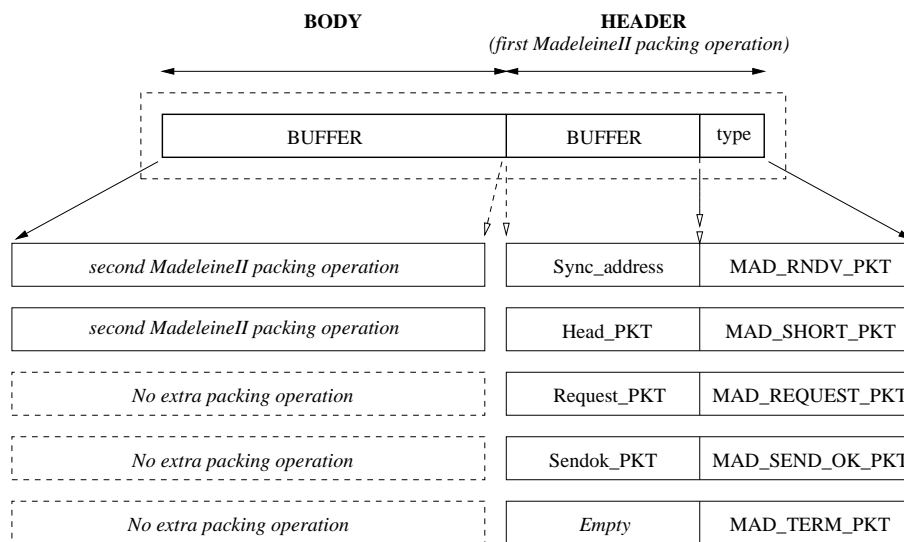 BODY HEADER
(first MadeleineII packing operation)
BUFFER BUFFER type
second MadeleineII packing operation Sync_address MAD_RNDV_PKT
second MadeleineII packing operation Head_PKT MAD_SHORT_PKT
No extra packing operation Request_PKT MAD_REQUEST_PKT
No extra packing operation Sendok_PKT MAD_SEND_OK_PKT
No extra packing operation Empty MAD_TERM_PKT